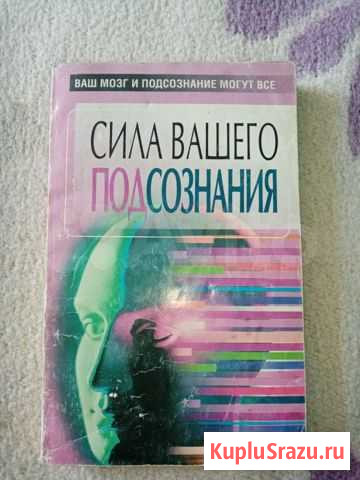 ВАШ МОЗГ И ПОДСОЗНАНИЕ МОГУТ ВСЕ
СИЛА ВАШЕГО
ПОДСОЗНАНИЯ
KupluSrazu.ru